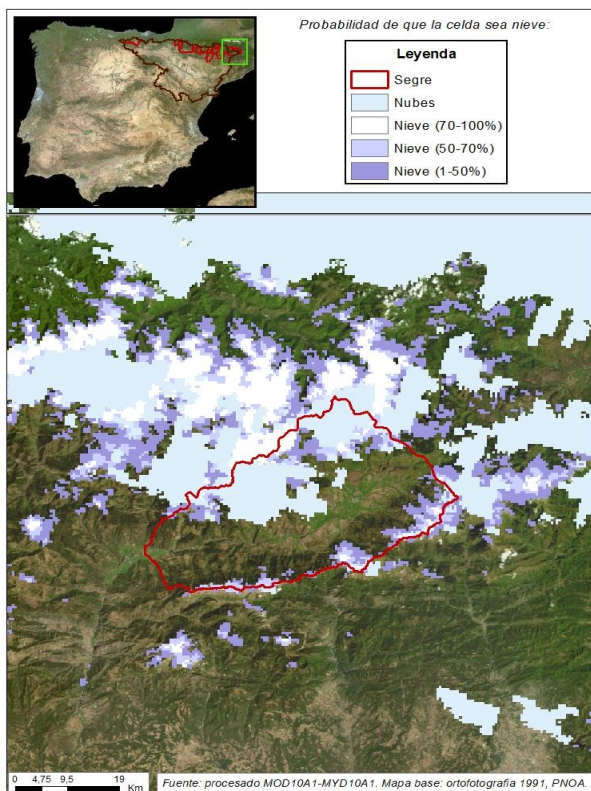 Probabilidad de que la celda sea nieve:
Leyenda
Segre
Nubes
Nieve (70-100%)
Nieve (50-70%)
Nieve (1-50%)
0 4,75 9,5 19
Km
Fuente: procesado MOD10A1-MYD10A1. Mapa base: ortofotografia 1991, PNOA.